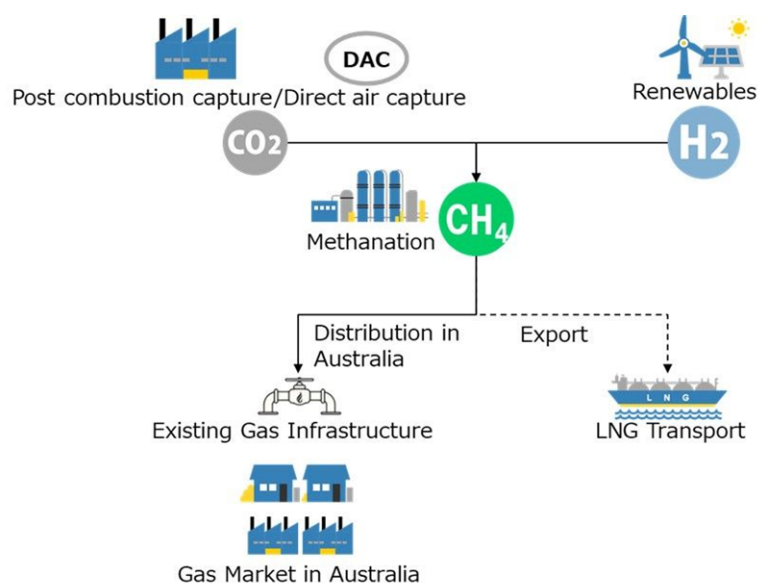 DAC
Post combustion capture/Direct air capture
Renewables
CO2
H2
CH4
Methanation
Distribution in
Australia
Export
Existing Gas Infrastructure
L N G
LNG Transport
Gas Market in Australia